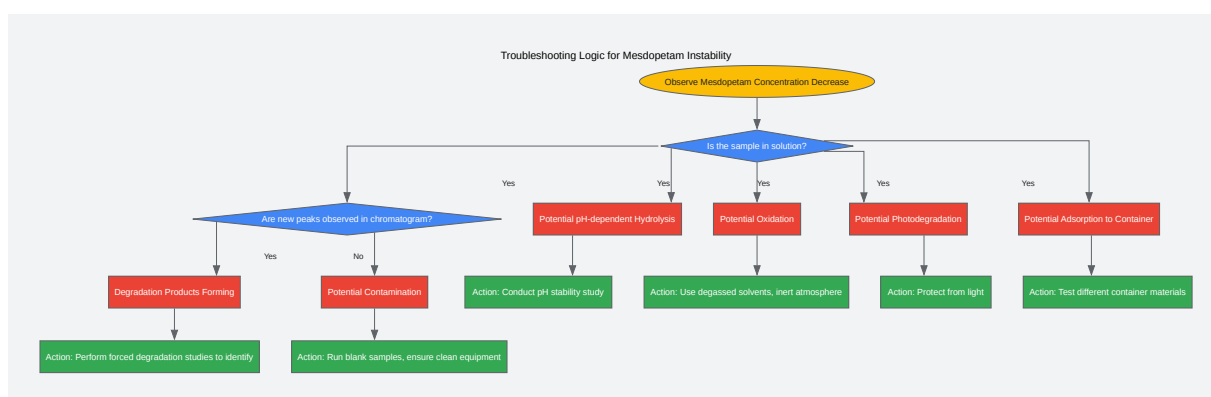 Troubleshooting Logic for Mesdopetam Instability
Observe Mesdopetam Concentration Decrease
Is the sample in solution?
Yes
Yes
Yes
Yes
Yes
Are new peaks observed in chromatogram?
Potential pH-dependent Hydrolysis
Potential Oxidation
Potential Photodegradation
Potential Adsorption to Container
Yes
No
Degradation Products Forming
Potential Contamination
Action: Conduct pH stability study
Action: Use degassed solvents, inert atmosphere
Action: Protect from light
Action: Test different container materials
Action: Perform forced degradation studies to identify
Action: Run blank samples, ensure clean equipment